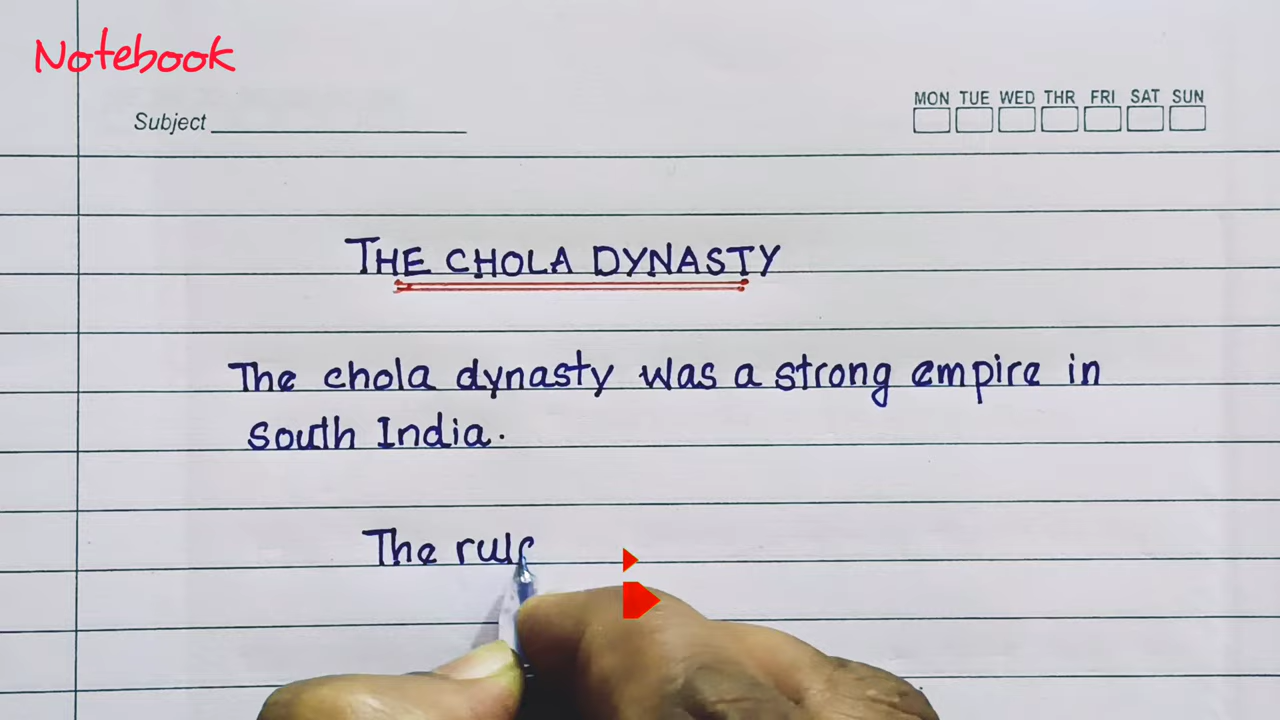 Notebook
Subject
MON TUE WED THR FRI SAT SUN
THE CHOLA DYNASTY
The chola dynasty was a strong empire in
south India.
The rule